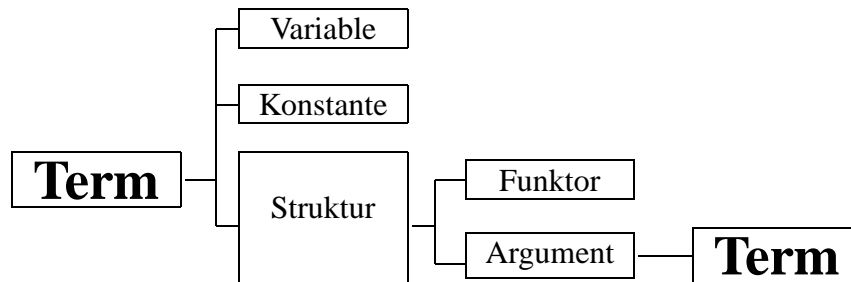 Variable
Konstante
Term
Struktur
Funktor
Argument
Term